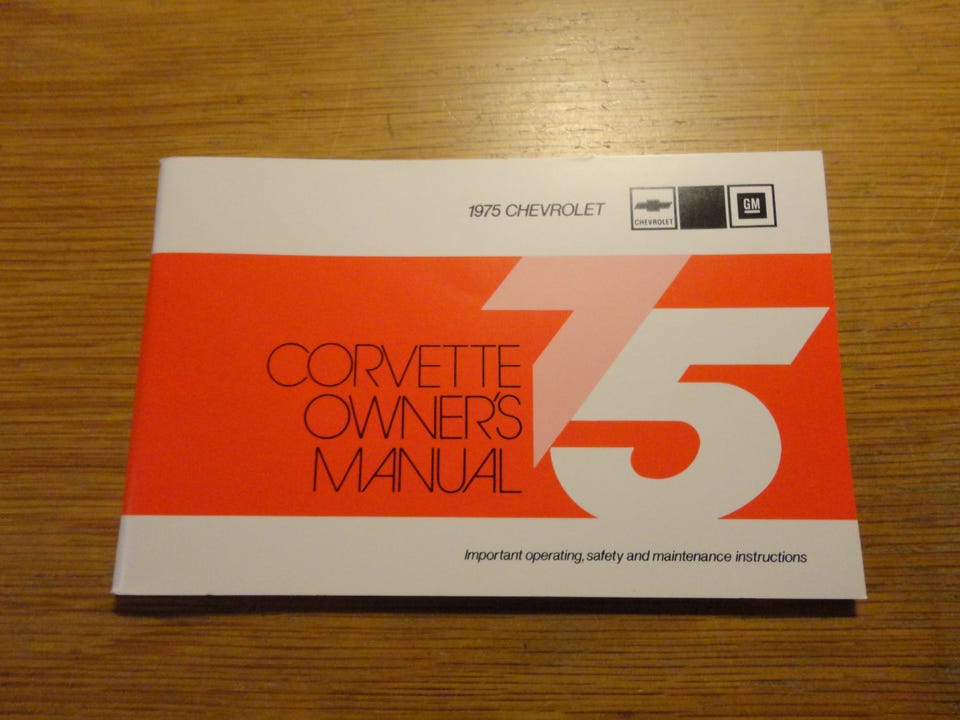 1975 CHEVROLET
CHEVROLET
GM
75
CORVETTE
OWNER'S
MANUAL
Important operating, safety and maintenance instructions